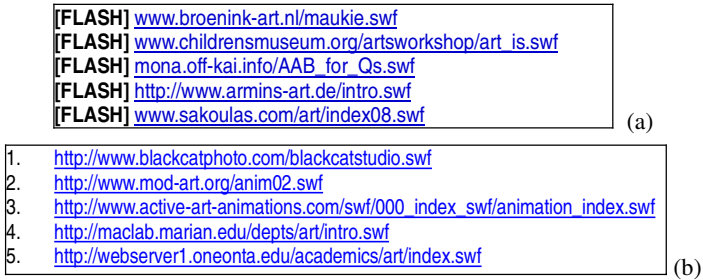 [FLASH] www.broenink-art.nl/maukie.swf
[FLASH] www.childrensmuseum.org/artsworkshop/art_is.swf
[FLASH] mona.off-kai.info/AAB_for_Qs.swf
[FLASH] http://www.armins-art.de/intro.swf
[FLASH] www.sakoulas.com/art/index08.swf
(a)
1. http://www.blackcatphoto.com/blackcatstudio.swf
2. http://www.mod-art.org/anim02.swf
3. http://www.active-art-animations.com/swf/000_index_swf/animation_index.swf
4. http://maclab.marian.edu/depts/art/intro.swf
5. http://webserver1.oneonta.edu/academics/art/index.swf
(b)